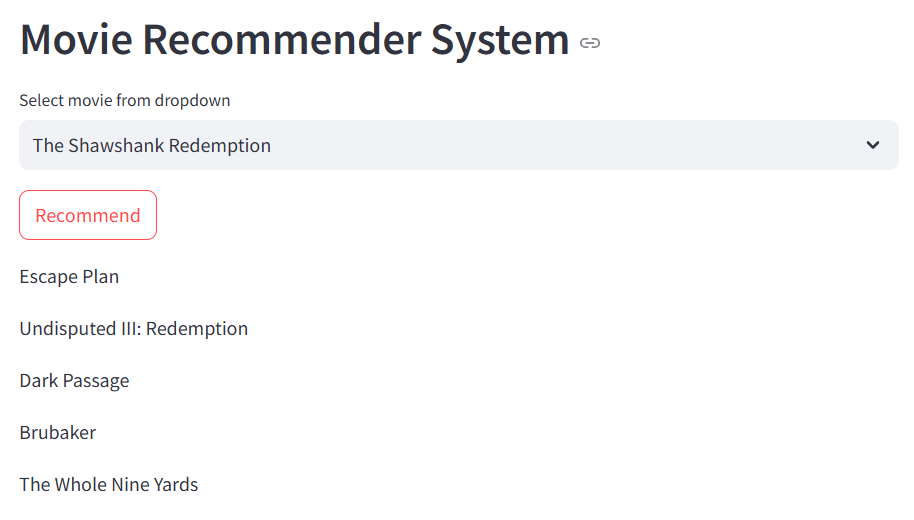 Movie Recommender System
Select movie from dropdown
The Shawshank Redemption
Recommend
Escape Plan
Undisputed III: Redemption
Dark Passage
Brubaker
The Whole Nine Yards